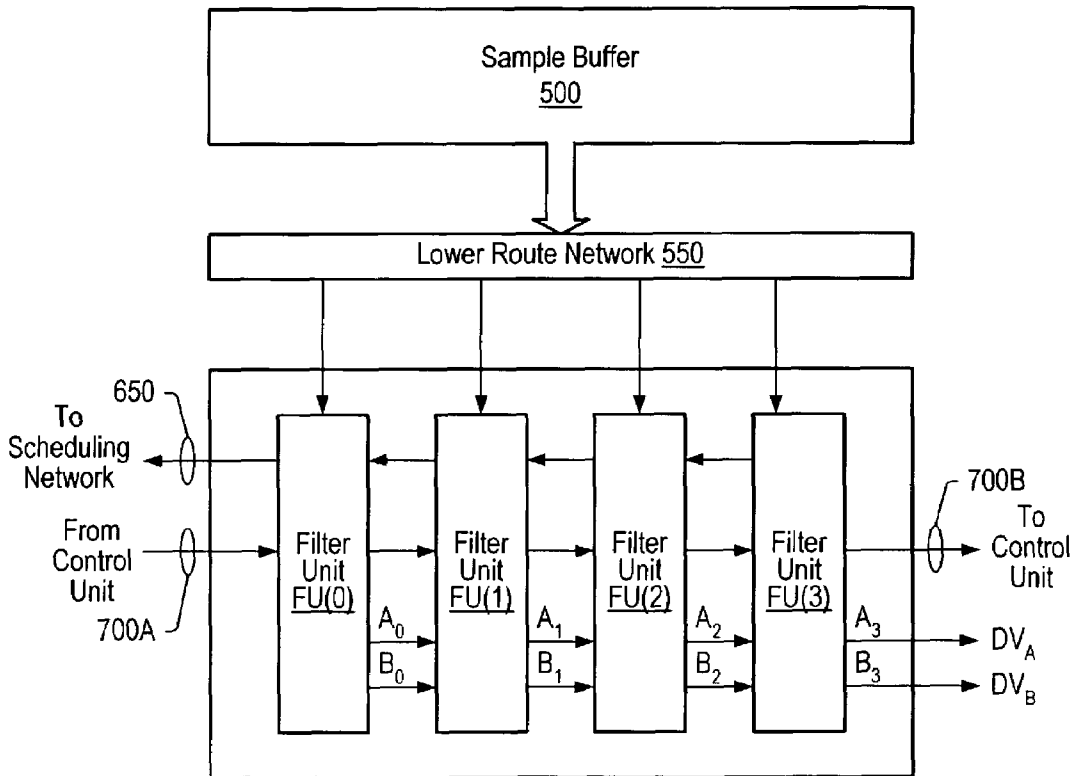 Sample Buffer
500
Lower Route Network 550
650
To
Scheduling
Network
From
Control
Unit
700A
Filter
Unit
FU(0)
Filter
Unit
FU(1)
Filter
Unit
FU(2)
Filter
Unit
FU(3)
A₀
B₀
A₁
B₁
A₂
B₂
A₃
B₃
700B
To
Control
Unit
DV_A
DV_B